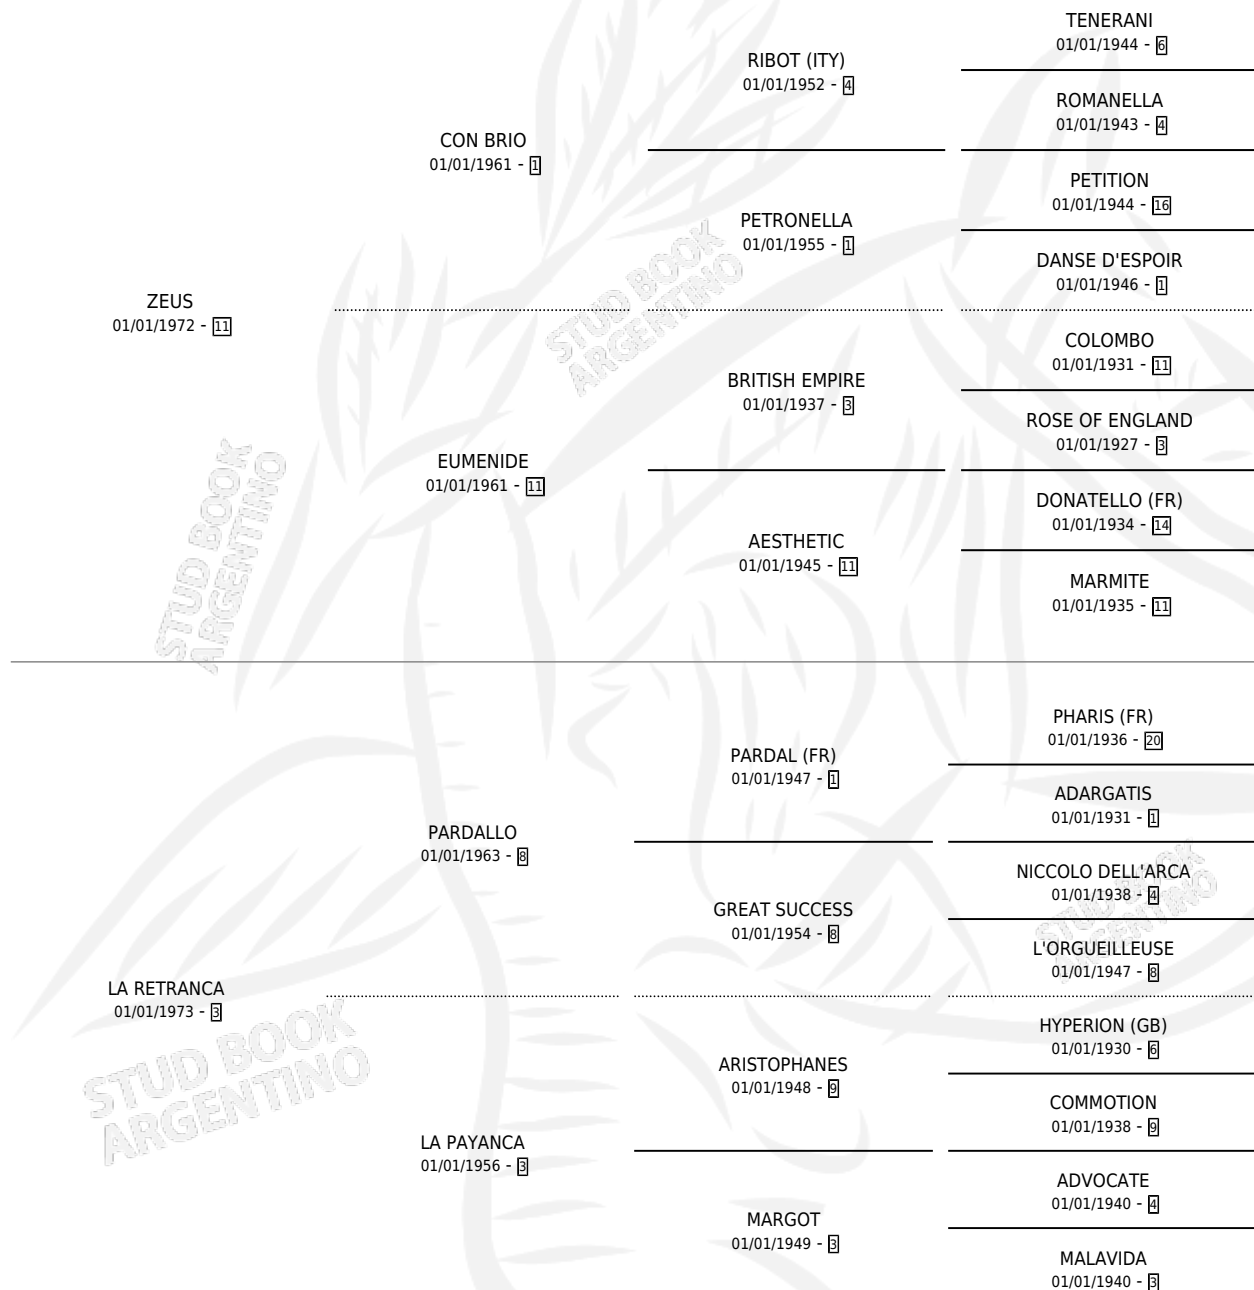 TENERANI
01/01/1944 - 6
RIBOT (ITY)
01/01/1952 - 4
ROMANELLA
01/01/1943 - 4
CON BRIO
01/01/1961 - 1
PETITION
01/01/1944 - 16
PETRONELLA
01/01/1955 - 1
DANSE D'ESPOIR
01/01/1946 - 1
ZEUS
01/01/1972 - 11
STUD BOOK
ARGENTINO
COLOMBO
01/01/1931 - 11
BRITISH EMPIRE
01/01/1937 - 3
ROSE OF ENGLAND
01/01/1927 - 3
EUMENIDE
01/01/1961 - 11
DONATELLO (FR)
01/01/1934 - 14
AESTHETIC
01/01/1945 - 11
MARMITE
01/01/1935 - 11
STUD BOOK
ARGENTINO
PHARIS (FR)
01/01/1936 - 20
PARDAL (FR)
01/01/1947 - 1
ADARGATIS
01/01/1931 - 1
PARDALLO
01/01/1963 - 8
NICCOLO DELL'ARCA
01/01/1938 - 4
GREAT SUCCESS
01/01/1954 - 8
STUD BOOK
ARGENTINO
L'ORGUEILLEUSE
01/01/1947 - 8
LA RETRANCA
01/01/1973 - 3
HYPERION (GB)
01/01/1930 - 6
ARISTOPHANES
01/01/1948 - 9
STUD BOOK
ARGENTINO
COMMOTION
01/01/1938 - 9
LA PAYANCA
01/01/1956 - 3
ADVOCATE
01/01/1940 - 4
MARGOT
01/01/1949 - 3
MALAVIDA
01/01/1940 - 3